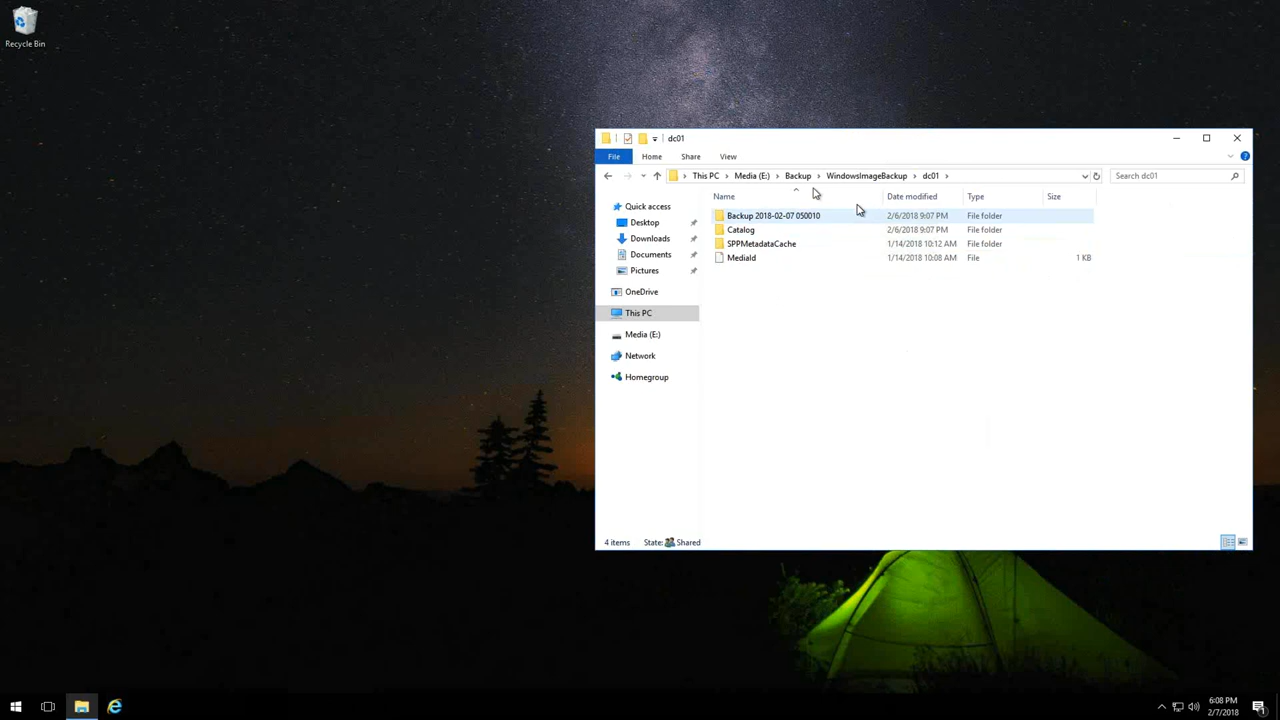 Recycle Bin
dc01
File
Home
Share
View
This PC
Media (E:)
Backup
WindowsImageBackup
dc01
Search dc01
Name
Date modified
Type
Size
Quick access
Desktop
Downloads
Documents
Pictures
OneDrive
This PC
Media (E:)
Network
Homegroup
Backup 2018-02-07 050010
2/6/2018 9:07 PM
File folder
Catalog
2/6/2018 9:07 PM
File folder
SPPMetadataCache
1/14/2018 10:12 AM
File folder
MediaId
1/14/2018 10:08 AM
File
1 KB
4 items
State:
Shared
6:08 PM
2/7/2018
1